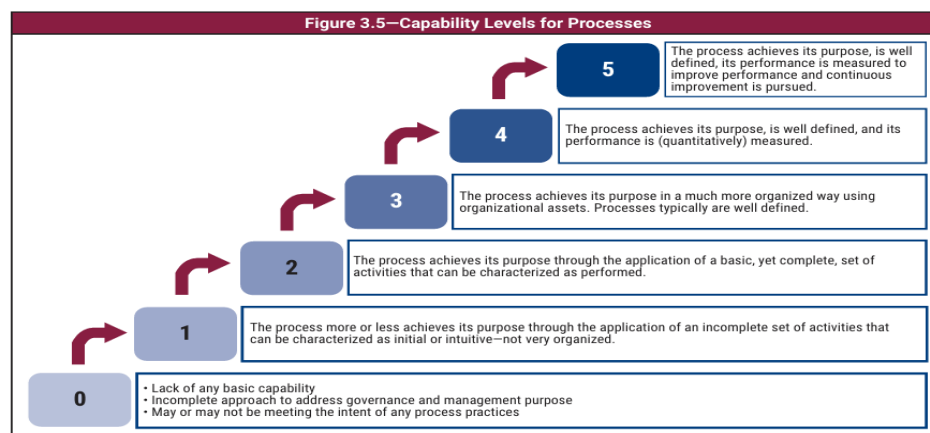 Figure 3.5—Capability Levels for Processes
5
The process achieves its purpose, is well
defined, its performance is measured to
improve performance and continuous
improvement is pursued.
4
The process achieves its purpose, is well defined, and its
performance is (quantitatively) measured.
3
The process achieves its purpose in a much more organized way using
organizational assets. Processes typically are well defined.
2
The process achieves its purpose through the application of a basic, yet complete, set of
activities that can be characterized as performed.
1
The process more or less achieves its purpose through the application of an incomplete set of activities that
can be characterized as initial or intuitive—not very organized.
0
• Lack of any basic capability
• Incomplete approach to address governance and management purpose
• May or may not be meeting the intent of any process practices